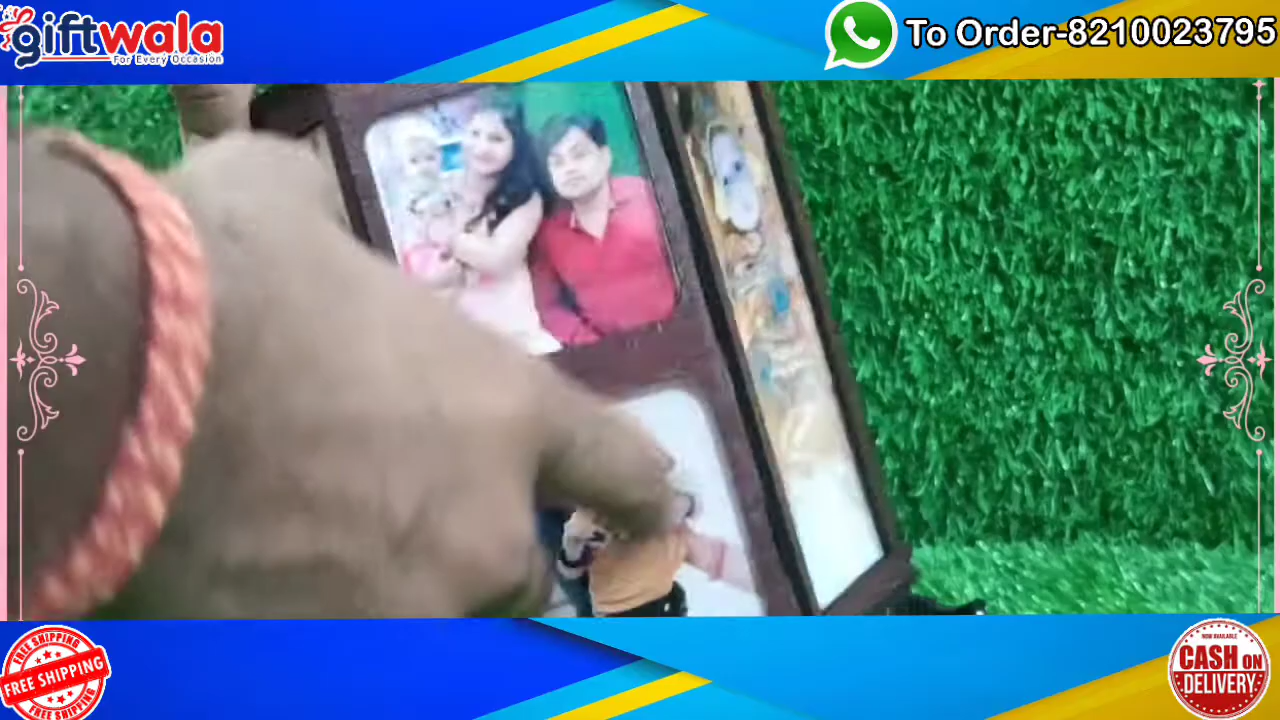 giftwala
For Every Occasion
To Order-8210023795
FREE SHIPPING
FREE SHIPPING
FREE SHIPPING
NOW AVAILABLE
CASH ON
DELIVERY